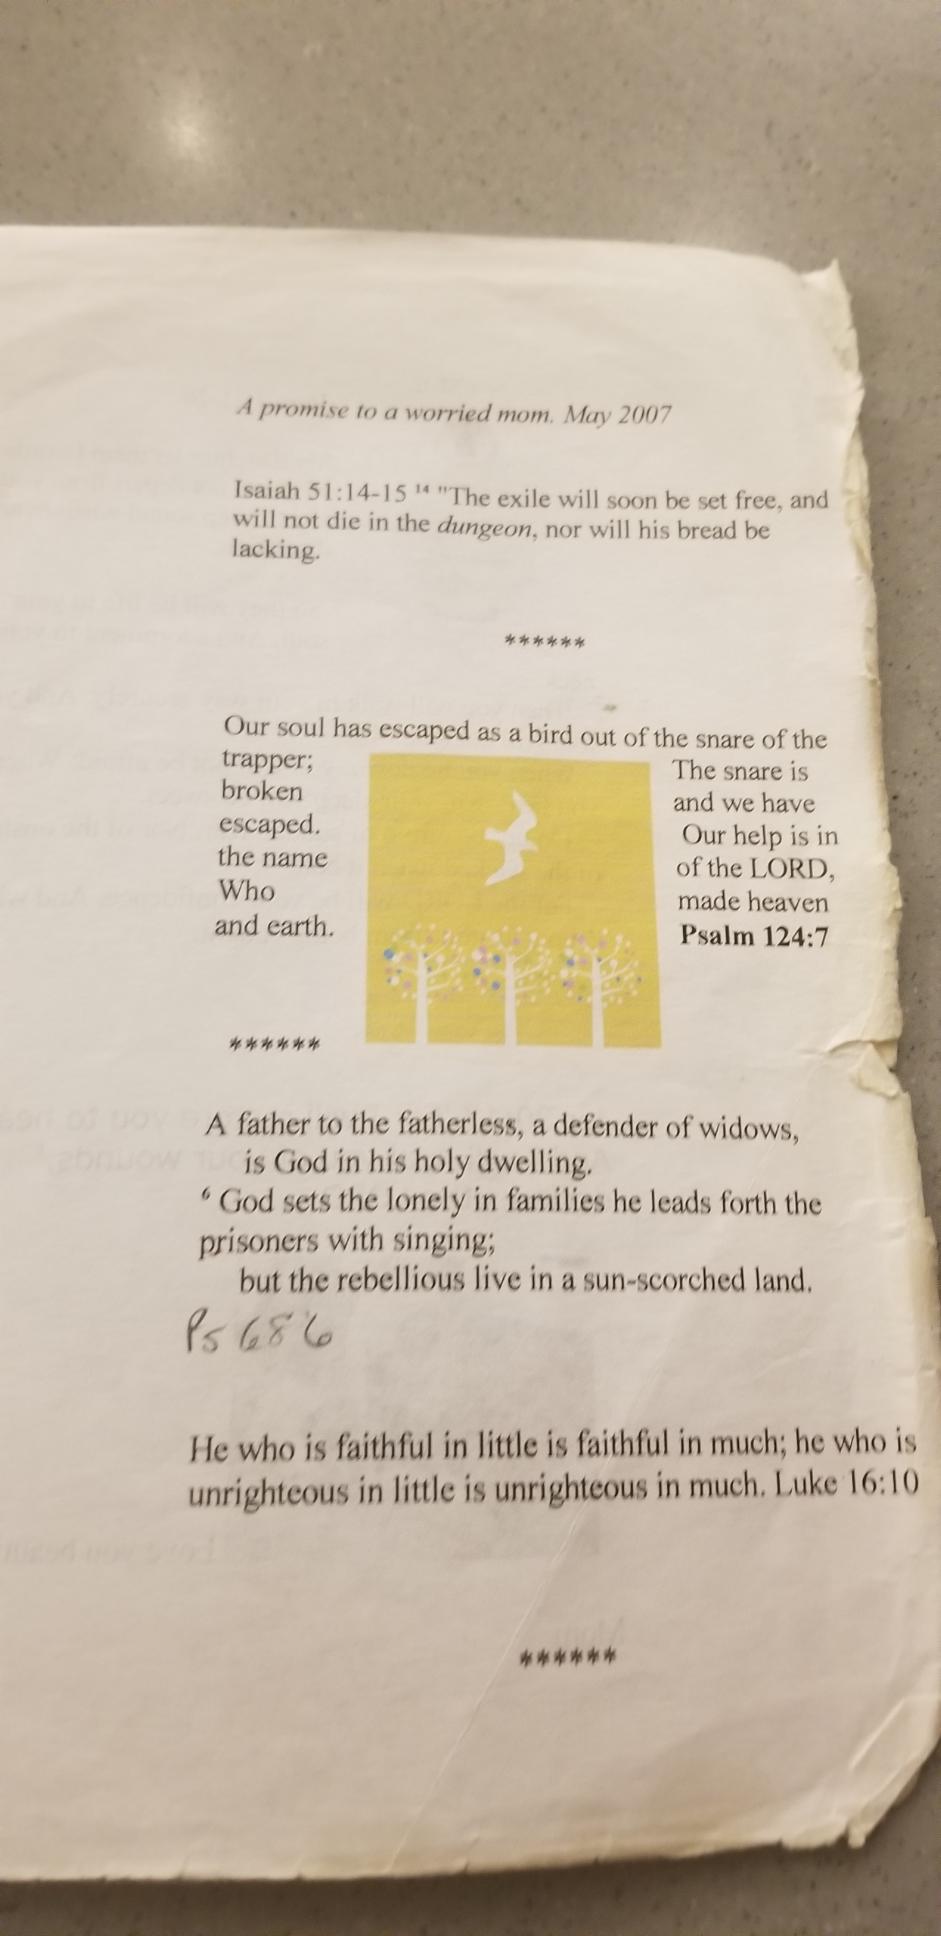 A promise to a worried mom. May 2007
Isaiah 51:14-15 ¹⁴ "The exile will soon be set free, and
will not die in the dungeon, nor will his bread be
lacking.
******
Our soul has escaped as a bird out of the snare of the
trapper; The snare is
broken and we have
escaped. Our help is in
the name of the LORD,
Who made heaven
and earth. Psalm 124:7
******
A father to the fatherless, a defender of widows,
is God in his holy dwelling.
⁶ God sets the lonely in families he leads forth the
prisoners with singing;
but the rebellious live in a sun-scorched land.
Ps 68 6
He who is faithful in little is faithful in much; he who is
unrighteous in little is unrighteous in much. Luke 16:10
******